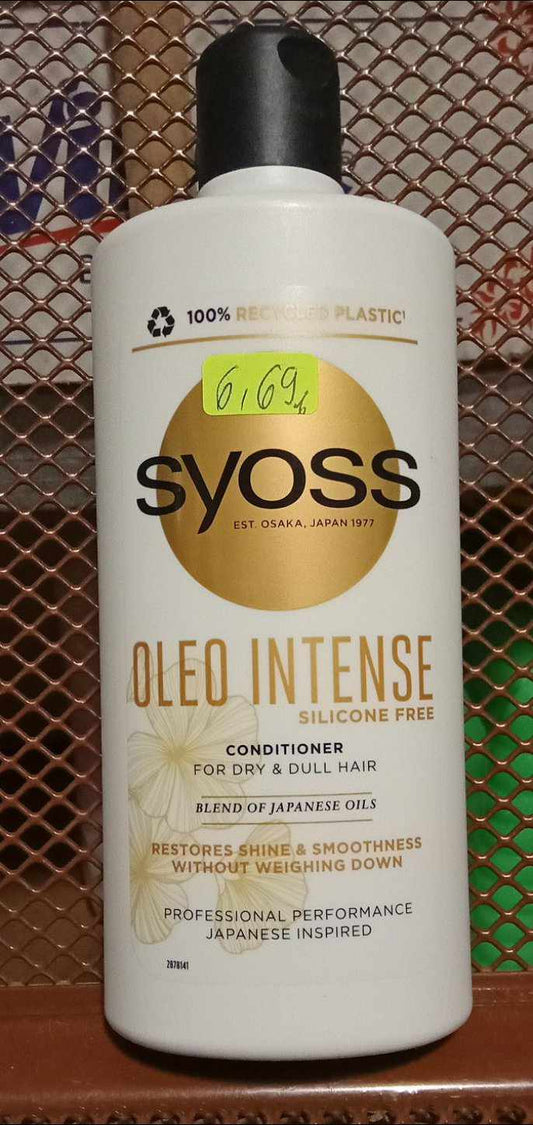 100% RECYCLED PLASTIC¹
6,69
syoss
EST. OSAKA, JAPAN 1977
OLEO INTENSE
SILICONE FREE
CONDITIONER
FOR DRY & DULL HAIR
BLEND OF JAPANESE OILS
RESTORES SHINE & SMOOTHNESS
WITHOUT WEIGHING DOWN
PROFESSIONAL PERFORMANCE
JAPANESE INSPIRED
2878141